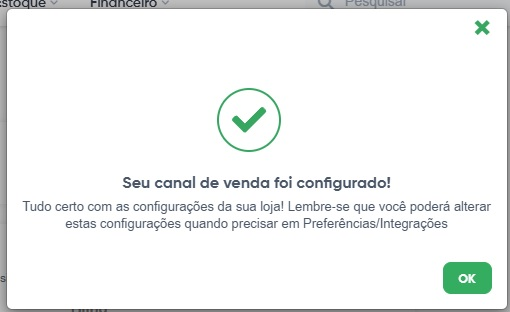 Estoque
Financeiro
Pesquisar
Seu canal de venda foi configurado!
Tudo certo com as configurações da sua loja! Lembre-se que você poderá alterar
estas configurações quando precisar em Preferências/Integrações
OK